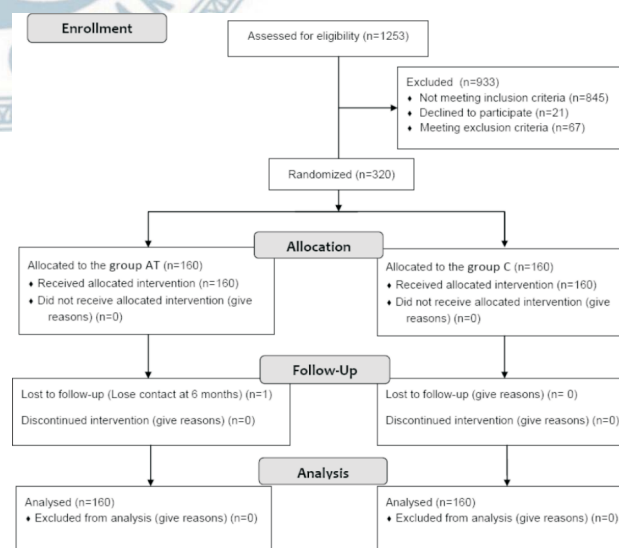 Enrollment
Assessed for eligibility (n=1253)
Excluded (n=933)
♦ Not meeting inclusion criteria (n=845)
♦ Declined to participate (n=21)
♦ Meeting exclusion criteria (n=67)
Randomized (n=320)
Allocation
Allocated to the group AT (n=160)
♦ Received allocated intervention (n=160)
♦ Did not receive allocated intervention (give
reasons) (n=0)
Allocated to the group C (n=160)
♦ Received allocated intervention (n=160)
♦ Did not receive allocated intervention (give
reasons) (n=0)
Follow-Up
Lost to follow-up (Lose contact at 6 months) (n=1)
Discontinued intervention (give reasons) (n=0)
Lost to follow-up (give reasons) (n= 0)
Discontinued intervention (give reasons) (n=0)
Analysis
Analysed (n=160)
♦ Excluded from analysis (give reasons) (n=0)
Analysed (n=160)
♦ Excluded from analysis (give reasons) (n=0)